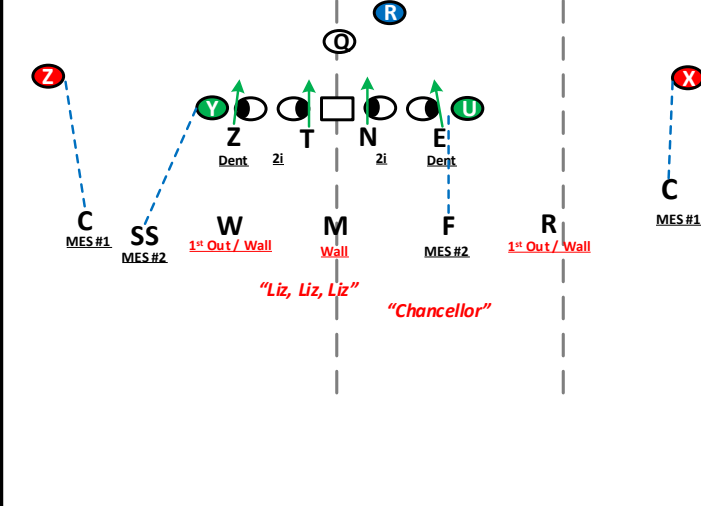 R
Q
Z
X
Y
U
Z T N E
Dent 2i 2i Dent
C
MES #1
SS
MES #2
W
1st Out / Wall
M
Wall
F
MES #2
R
1st Out / Wall
C
MES #1
“Liz, Liz, Liz”
“Chancellor”